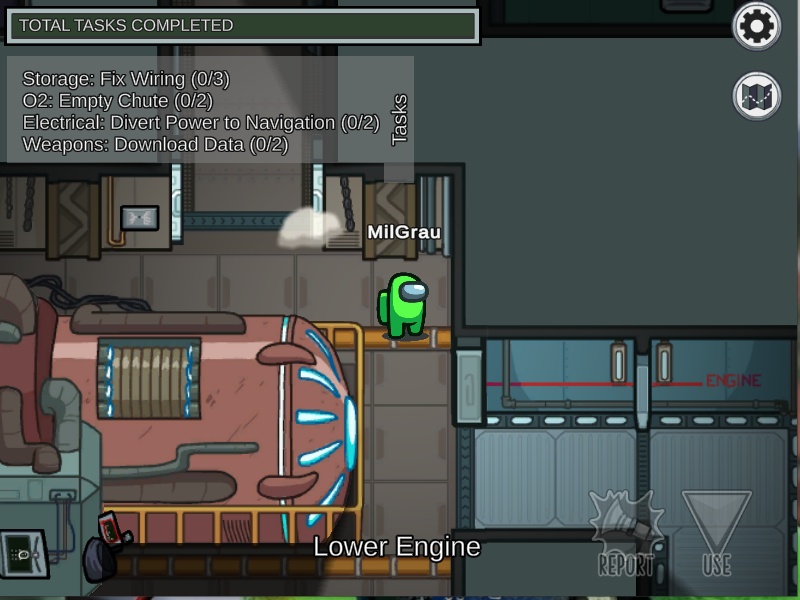 TOTAL TASKS COMPLETED
Storage: Fix Wiring (0/3)
O2: Empty Chute (0/2)
Electrical: Divert Power to Navigation (0/2)
Weapons: Download Data (0/2)
Tasks
MilGrau
ENGINE
Lower Engine
REPORT
USE